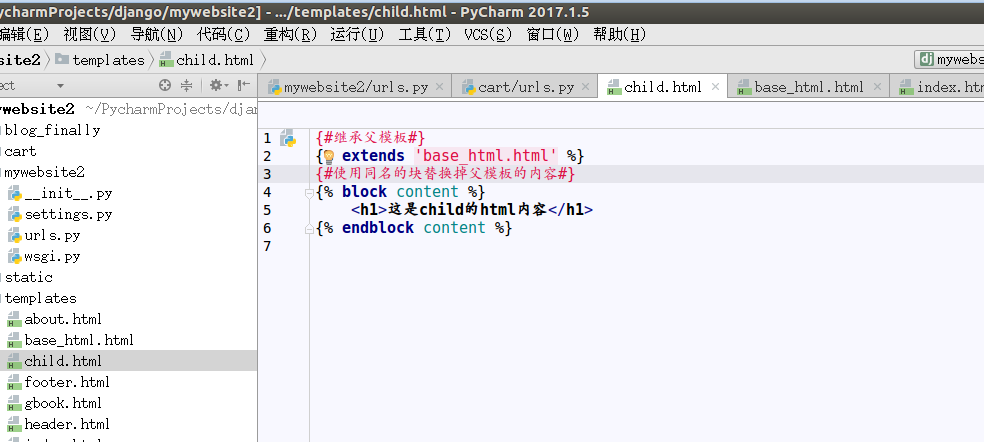 ycharmProjects/django/mywebsite2] - .../templates/child.html - PyCharm 2017.1.5
编辑(E) 视图(V) 导航(N) 代码(C) 重构(R) 运行(U) 工具(T) VCS(S) 窗口(W) 帮助(H)
site2 templates child.html mywebs
ect mywebsite2/urls.py cart/urls.py child.html base_html.html index.htm
ywebsite2 ~/PycharmProjects/djan
blog_finally
cart
mywebsite2
__init__.py
settings.py
urls.py
wsgi.py
static
templates
about.html
base_html.html
child.html
footer.html
gbook.html
header.html
1 {#继承父模板#}
2 { extends 'base_html.html' %}
3 {#使用同名的块替换掉父模板的内容#}
4 {% block content %}
5 <h1>这是child的html内容</h1>
6 {% endblock content %}
7